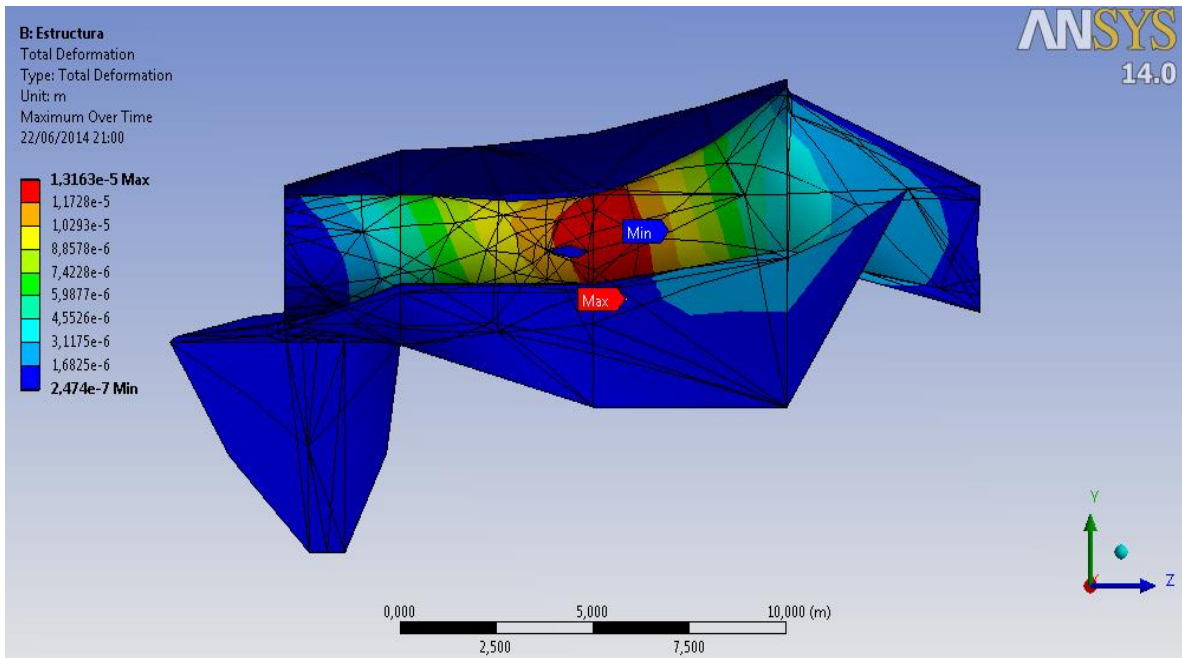 B: Estructura
Total Deformation
Type: Total Deformation
Unit: m
Maximum Over Time
22/06/2014 21:00
1,3163e-5 Max
1,1728e-5
1,0293e-5
8,8578e-6
7,4228e-6
5,9877e-6
4,5526e-6
3,1175e-6
1,6825e-6
2,474e-7 Min
ANSYS
14.0
Min
Max
Y
Z
0,000 5,000 10,000 (m)
2,500 7,500